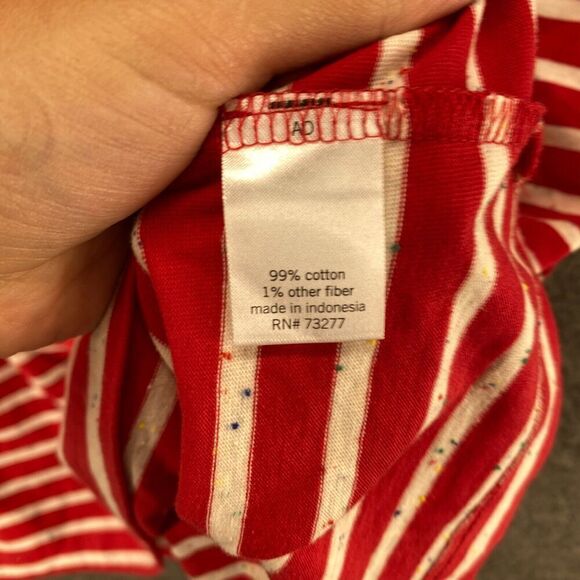 AO
99% cotton
1% other fiber
made in indonesia
RN# 73277